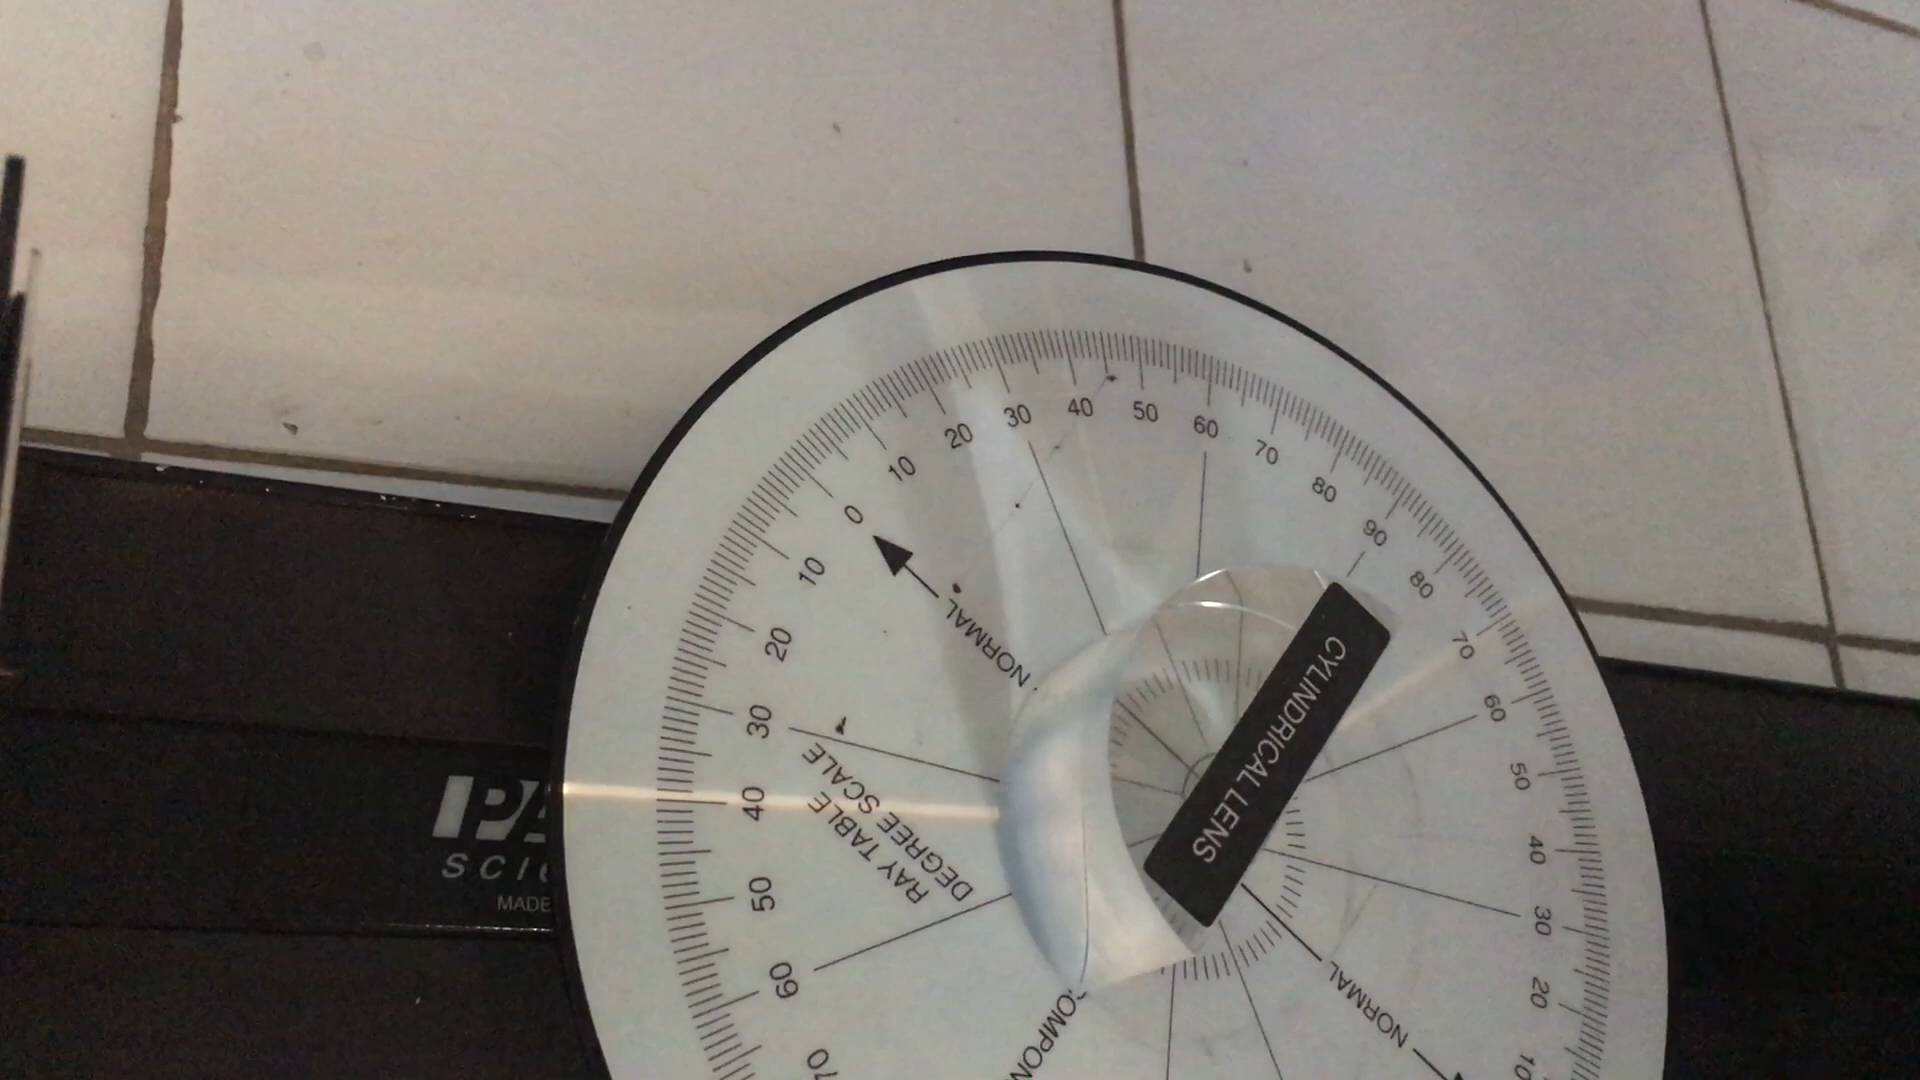 20 30 40 50 60 70 80 90 80 70 60 50 40 30 20 10
10
0
10
20
30
40
50
60
70
NORMAL
RAY TABLE
DEGREE SCALE
CYLINDRICAL LENS
NORMAL
SCI
MADE